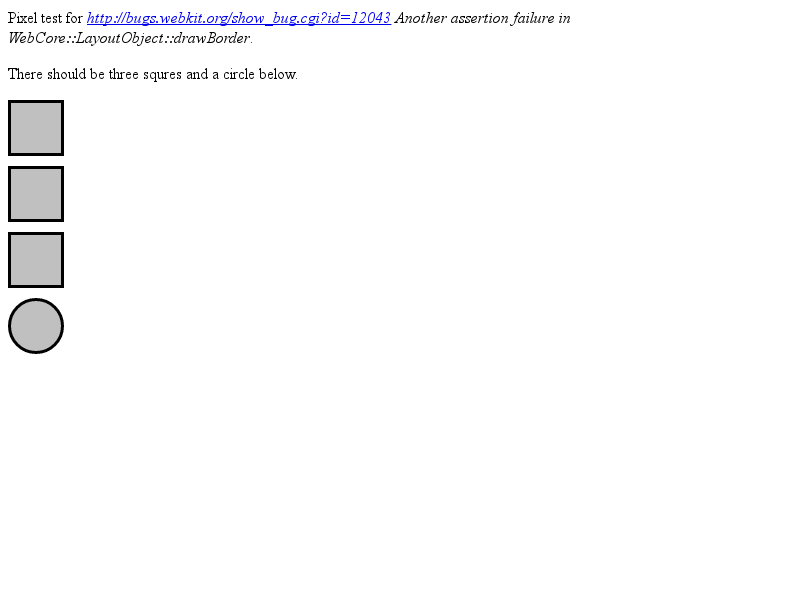 Pixel test for http://bugs.webkit.org/show_bug.cgi?id=12043 Another assertion failure in
WebCore::LayoutObject::drawBorder.
There should be three squres and a circle below.